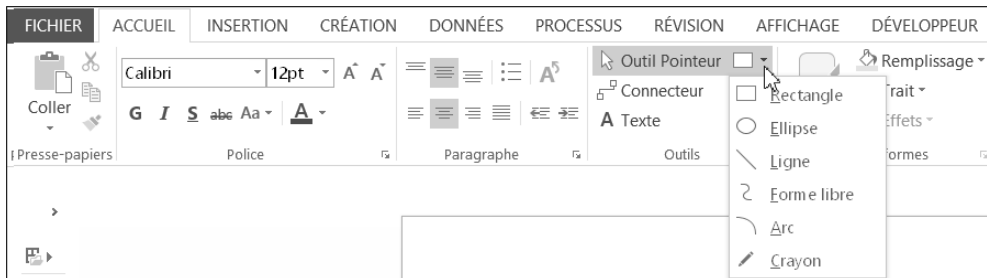 FICHIER ACCUEIL INSERTION CRÉATION DONNÉES PROCESSUS RÉVISION AFFICHAGE DÉVELOPPEUR
Coller
Calibri 12pt A A
G I S abc Aa A
Outil Pointeur
Connecteur
A Texte
Remplissage
Trait
Effets
Rectangle
Ellipse
Ligne
Forme libre
Arc
Crayon
Presse-papiers Police Paragraphe Outils formes